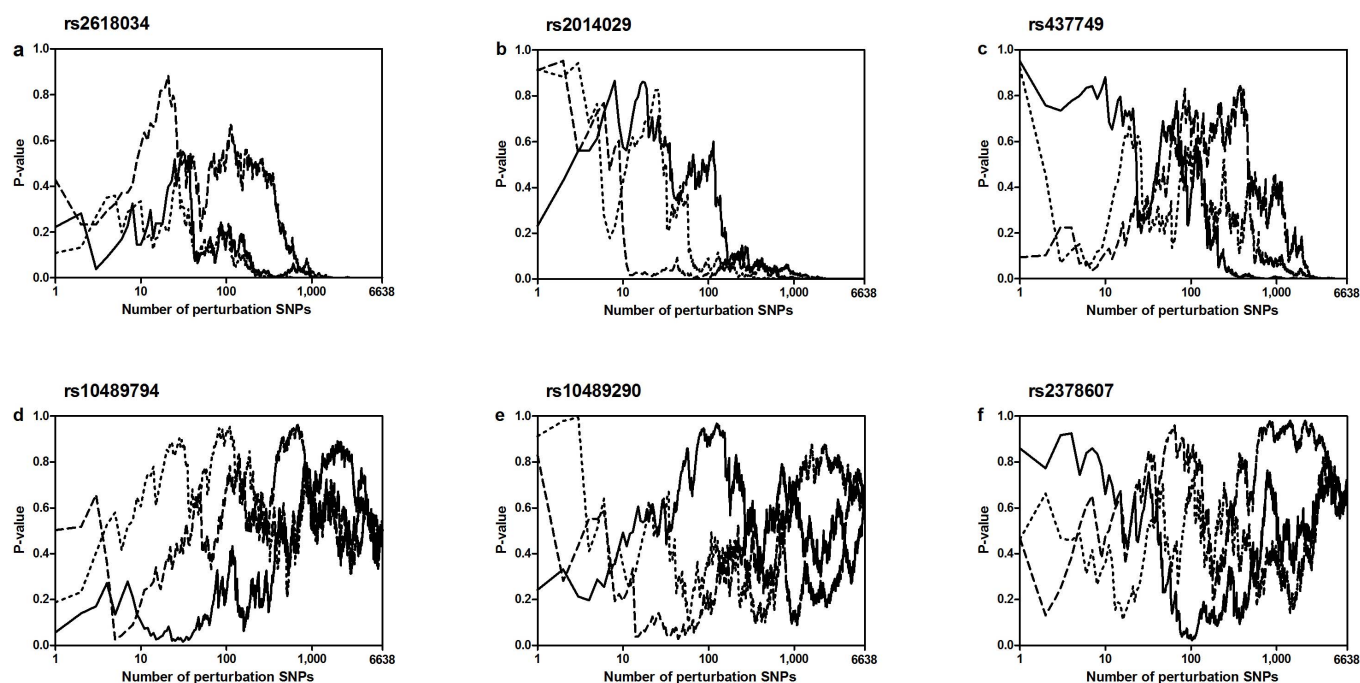 rs2618034
a
1.0
0.8
0.6
0.4
0.2
0.0
P-value
1 10 100 1,000 6638
Number of perturbation SNPs
rs2014029
b
1.0
0.8
0.6
0.4
0.2
0.0
P-value
1 10 100 1,000 6638
Number of perturbation SNPs
rs437749
c
1.0
0.8
0.6
0.4
0.2
0.0
P-value
1 10 100 1,000 6638
Number of perturbation SNPs
rs10489794
d
1.0
0.8
0.6
0.4
0.2
0.0
P-value
1 10 100 1,000 6638
Number of perturbation SNPs
rs10489290
e
1.0
0.8
0.6
0.4
0.2
0.0
P-value
1 10 100 1,000 6638
Number of perturbation SNPs
rs2378607
f
1.0
0.8
0.6
0.4
0.2
0.0
P-value
1 10 100 1,000 6638
Number of perturbation SNPs